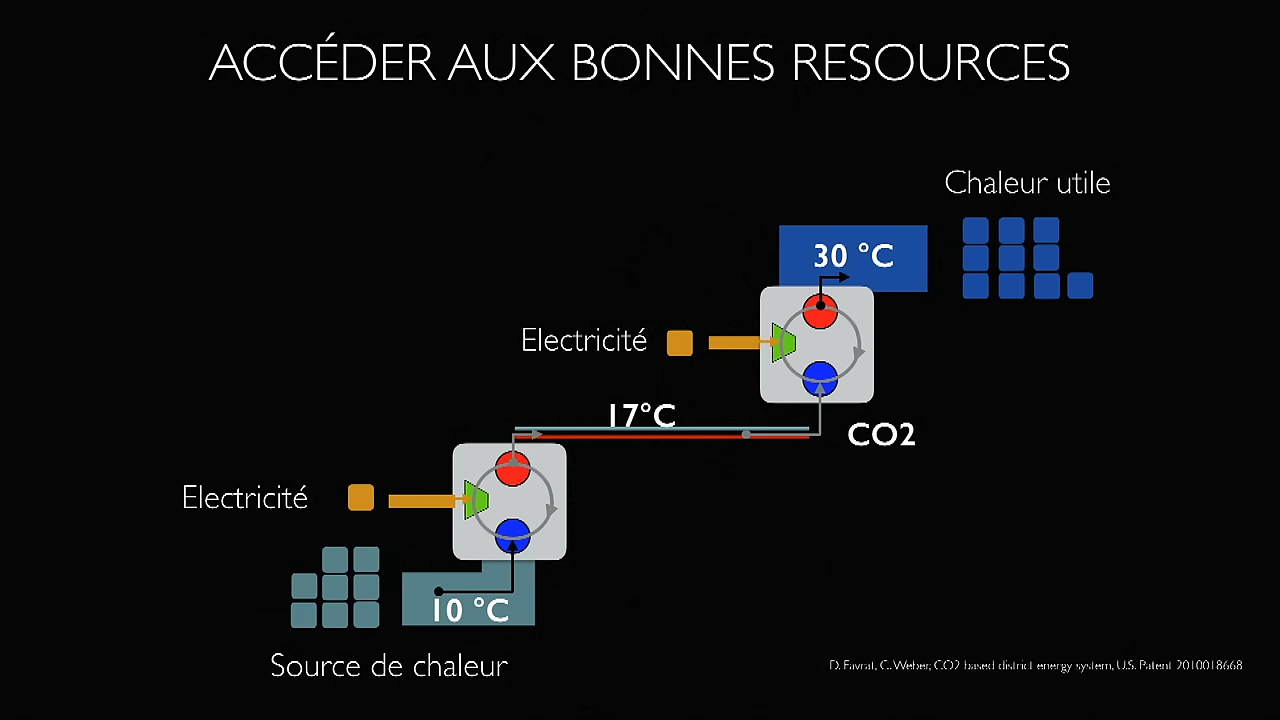 ACCÉDER AUX BONNES RESOURCES
Chaleur utile
30 °C
Electricité
17°C
CO2
Electricité
10 °C
Source de chaleur
D. Favrat, C. Weber, CO2 based district energy system, U.S. Patent 2010018668